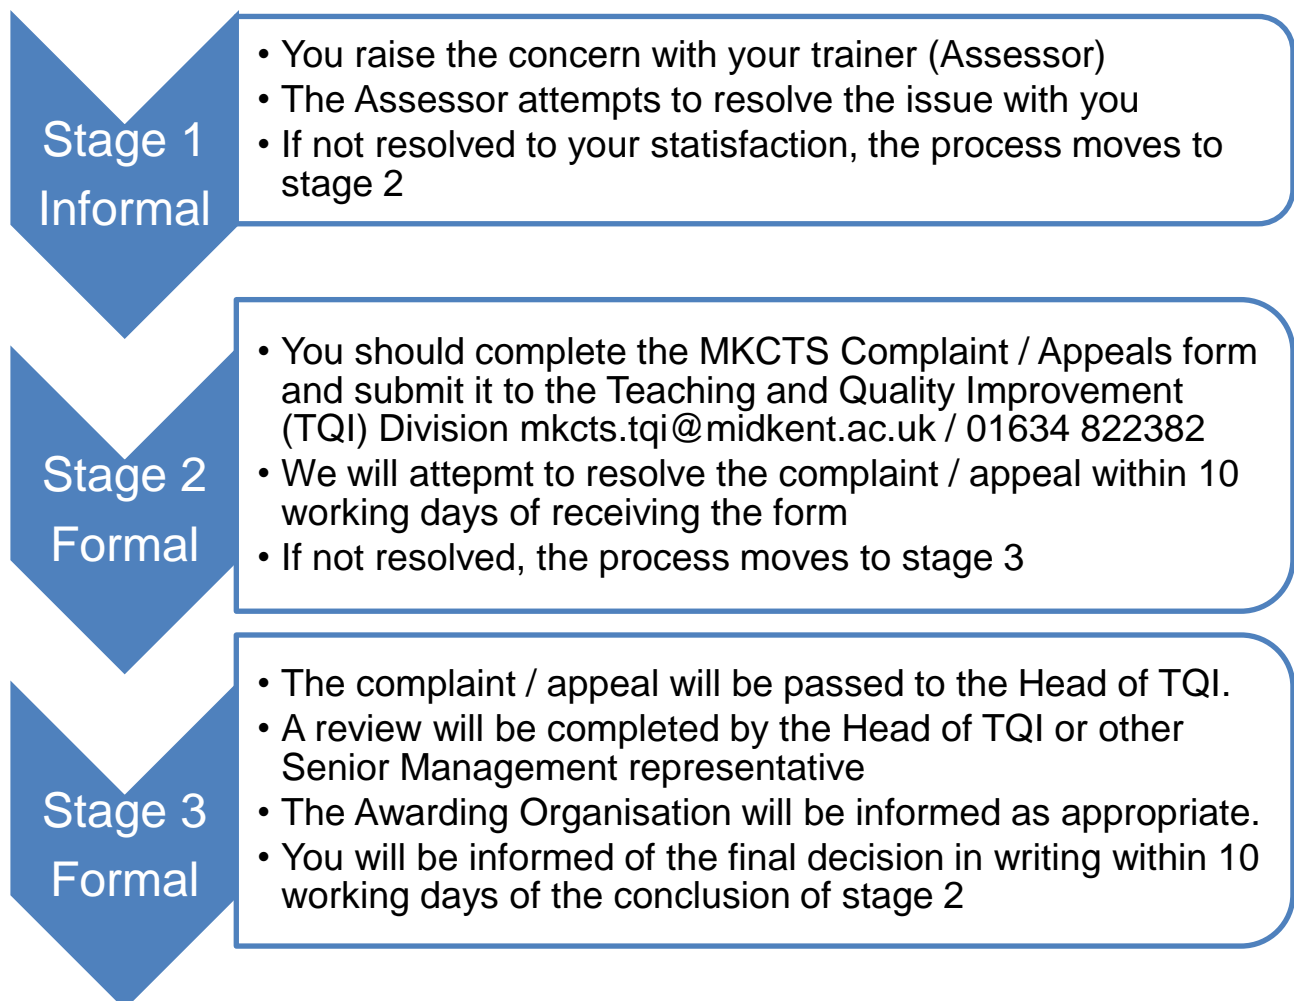 Stage 1
Informal
• You raise the concern with your trainer (Assessor)
• The Assessor attempts to resolve the issue with you
• If not resolved to your statisfaction, the process moves to
stage 2
Stage 2
Formal
• You should complete the MKCTS Complaint / Appeals form
and submit it to the Teaching and Quality Improvement
(TQI) Division mkcts.tqi@midkent.ac.uk / 01634 822382
• We will attepmt to resolve the complaint / appeal within 10
working days of receiving the form
• If not resolved, the process moves to stage 3
Stage 3
Formal
• The complaint / appeal will be passed to the Head of TQI.
• A review will be completed by the Head of TQI or other
Senior Management representative
• The Awarding Organisation will be informed as appropriate.
• You will be informed of the final decision in writing within 10
working days of the conclusion of stage 2